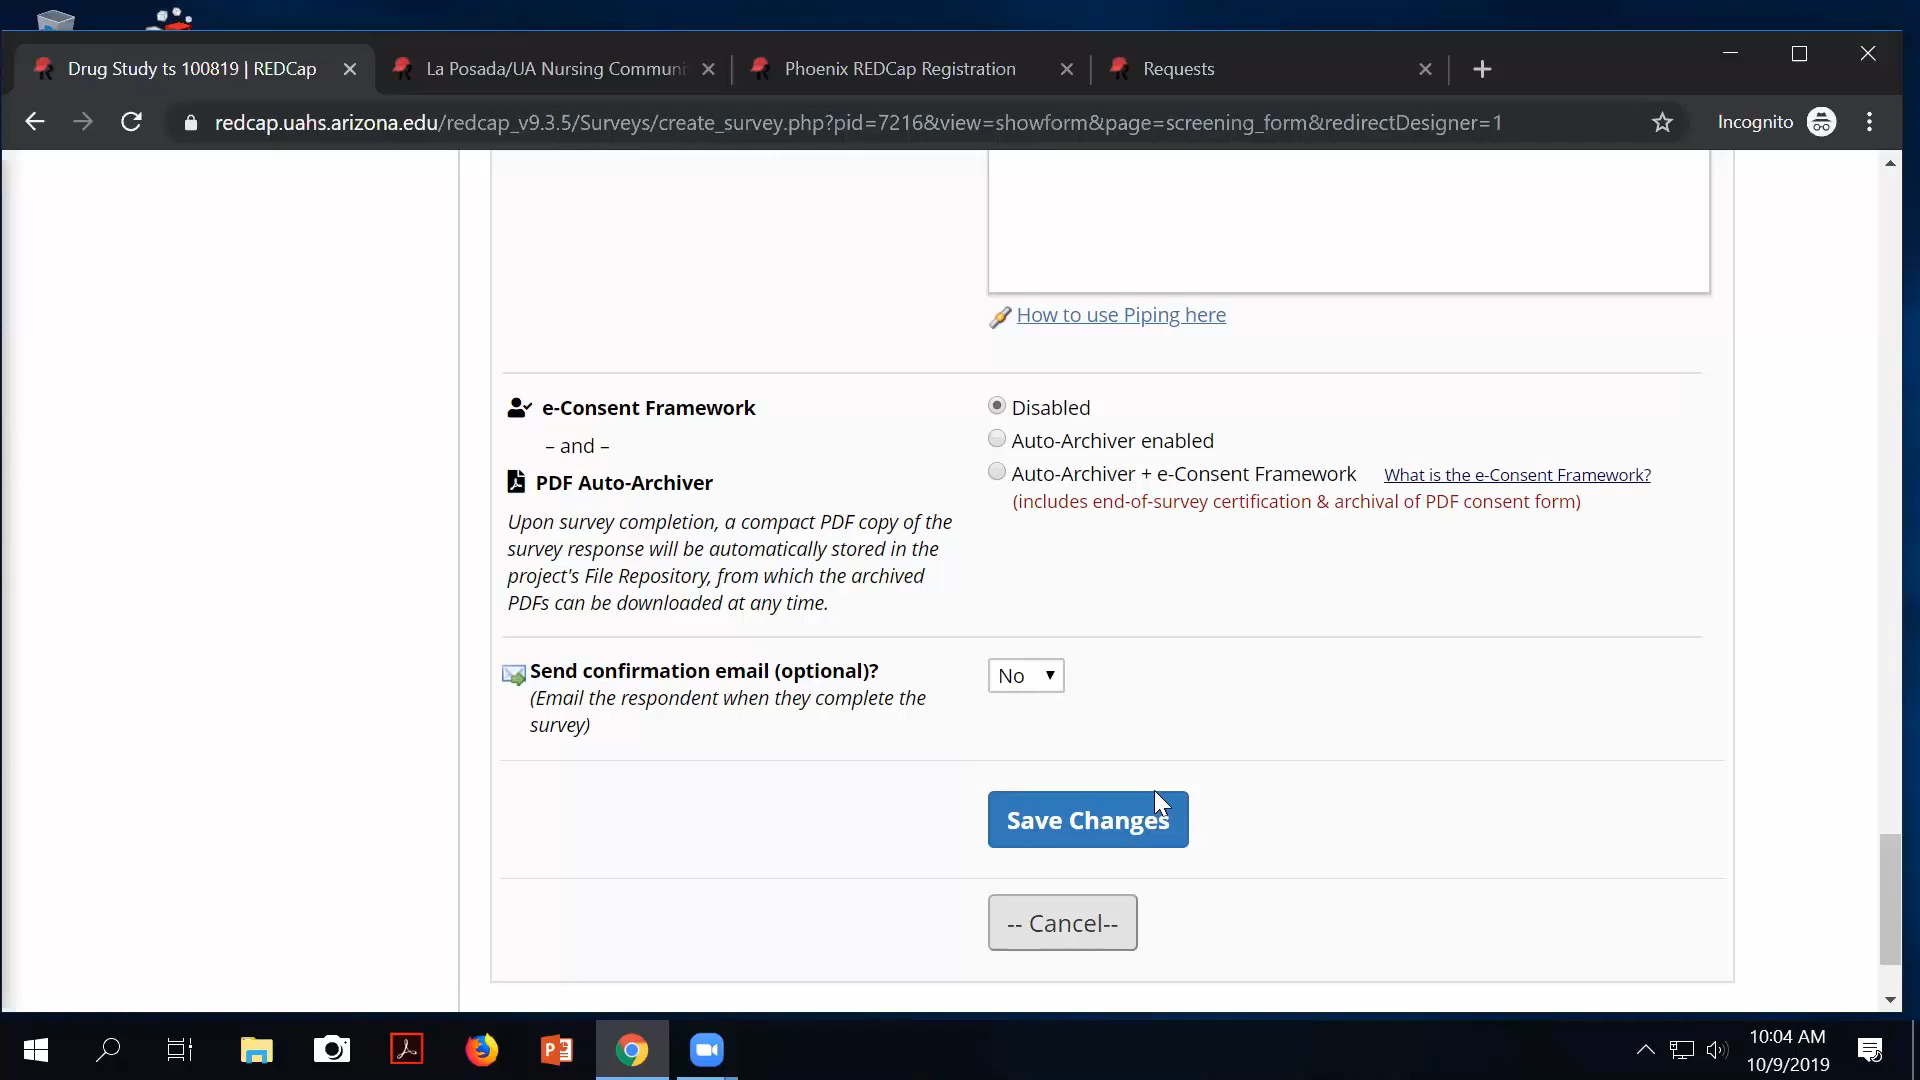 Drug Study ts 100819 | REDCap
La Posada/UA Nursing Communi
Phoenix REDCap Registration
Requests
redcap.uahs.arizona.edu/redcap_v9.3.5/Surveys/create_survey.php?pid=7216&view=showform&page=screening_form&redirectDesigner=1
Incognito
How to use Piping here
e-Consent Framework
– and –
PDF Auto-Archiver
Upon survey completion, a compact PDF copy of the
survey response will be automatically stored in the
project's File Repository, from which the archived
PDFs can be downloaded at any time.
Disabled
Auto-Archiver enabled
Auto-Archiver + e-Consent Framework What is the e-Consent Framework?
(includes end-of-survey certification & archival of PDF consent form)
Send confirmation email (optional)?
(Email the respondent when they complete the
survey)
No
Save Changes
-- Cancel--
10:04 AM
10/9/2019